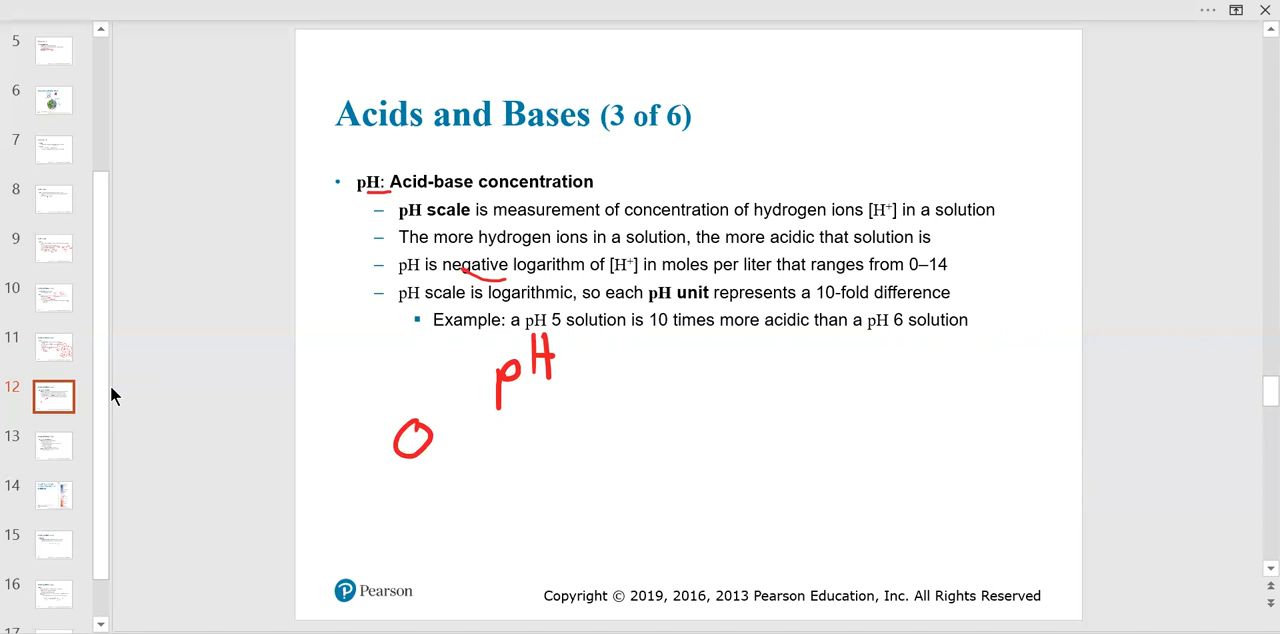 5
6
7
8
9
10
11
12
13
14
15
16
17
Acids and Bases (3 of 6)
• pH: Acid-base concentration
– pH scale is measurement of concentration of hydrogen ions [H⁺] in a solution
– The more hydrogen ions in a solution, the more acidic that solution is
– pH is negative logarithm of [H⁺] in moles per liter that ranges from 0–14
– pH scale is logarithmic, so each pH unit represents a 10-fold difference
▪ Example: a pH 5 solution is 10 times more acidic than a pH 6 solution
pH
0
Pearson
Copyright © 2019, 2016, 2013 Pearson Education, Inc. All Rights Reserved